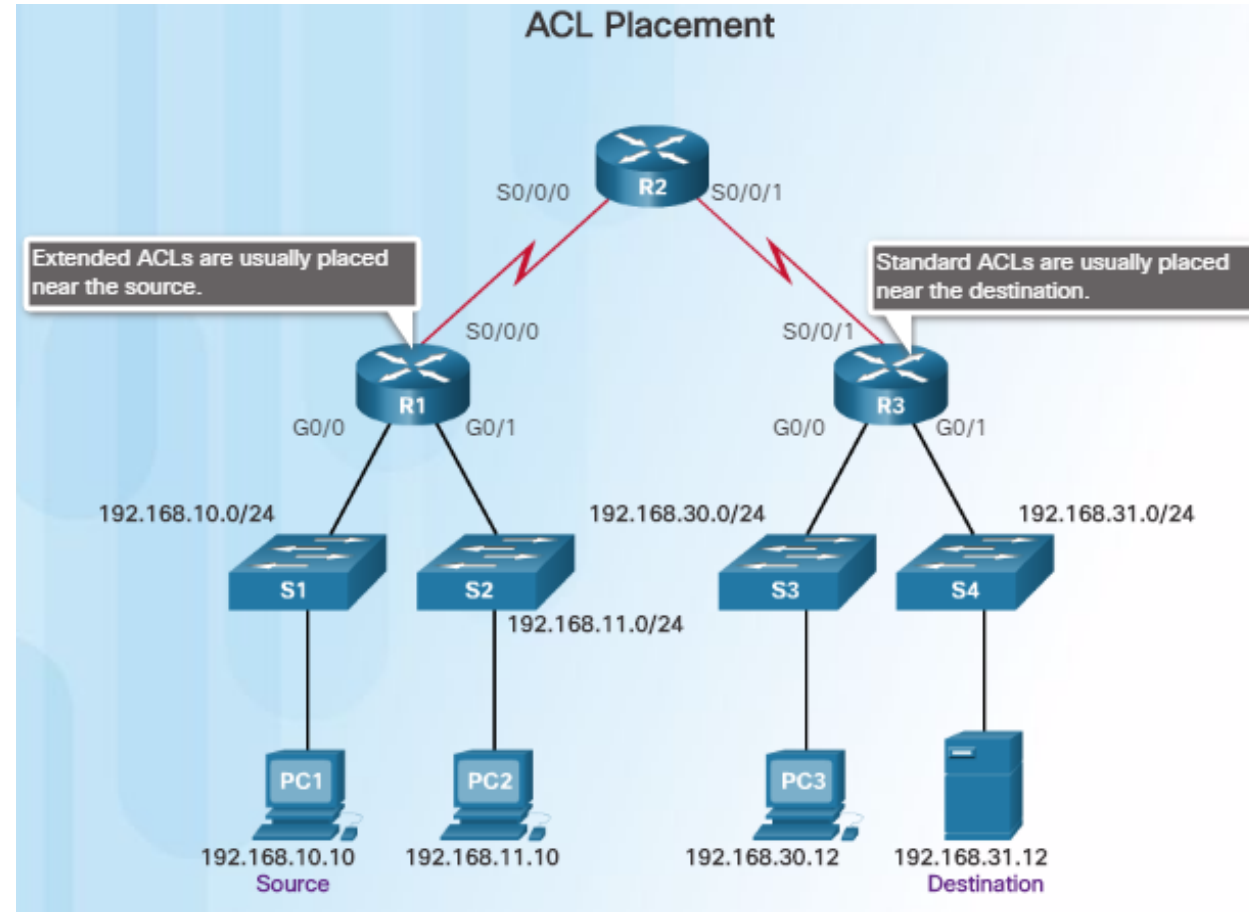 ACL Placement
R2
S0/0/0
S0/0/1
Extended ACLs are usually placed
near the source.
Standard ACLs are usually placed
near the destination.
S0/0/0
S0/0/1
R1
R3
G0/0
G0/1
G0/0
G0/1
192.168.10.0/24
192.168.30.0/24
192.168.31.0/24
S1
S2
S3
S4
192.168.11.0/24
PC1
PC2
PC3
192.168.10.10
192.168.11.10
192.168.30.12
192.168.31.12
Source
Destination